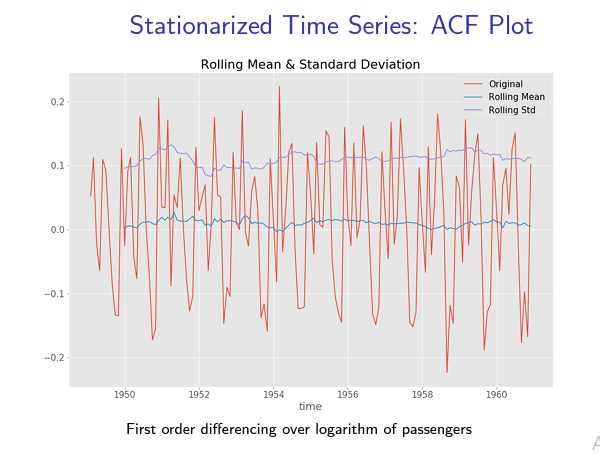 Stationarized Time Series: ACF Plot
Rolling Mean & Standard Deviation
Original
Rolling Mean
Rolling Std
0.2
0.1
0.0
−0.1
−0.2
1950 1952 1954 1956 1958 1960
time
First order differencing over logarithm of passengers
A